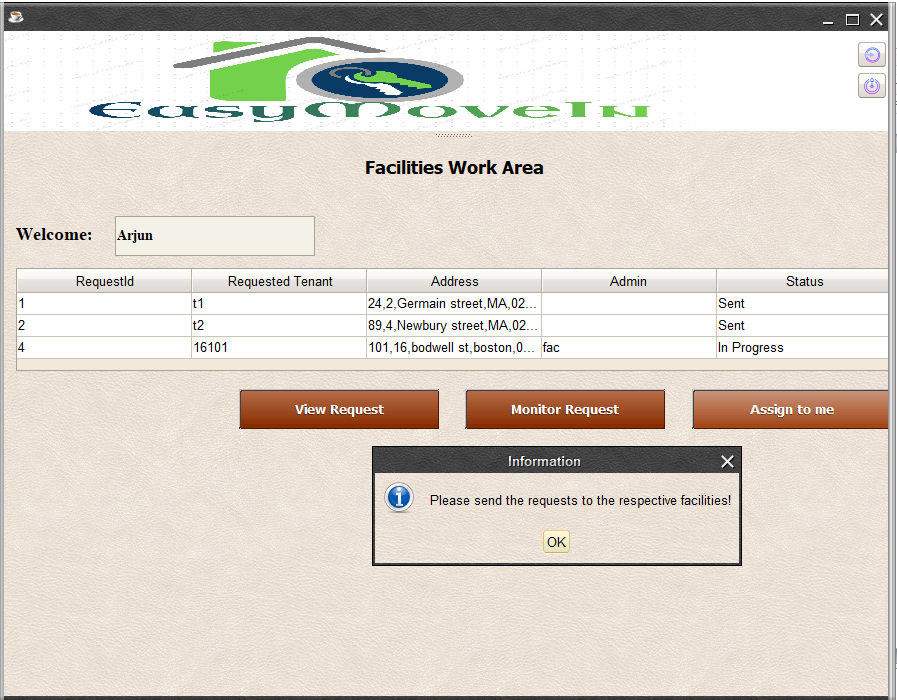 EasyMoveIn
Facilities Work Area
Welcome: Arjun
RequestId Requested Tenant Address Admin Status
1 t1 24,2,Germain street,MA,02... Sent
2 t2 89,4,Newbury street,MA,02... Sent
4 16101 101,16,bodwell st,boston,0... fac In Progress
View Request Monitor Request Assign to me
Information
Please send the requests to the respective facilities!
OK